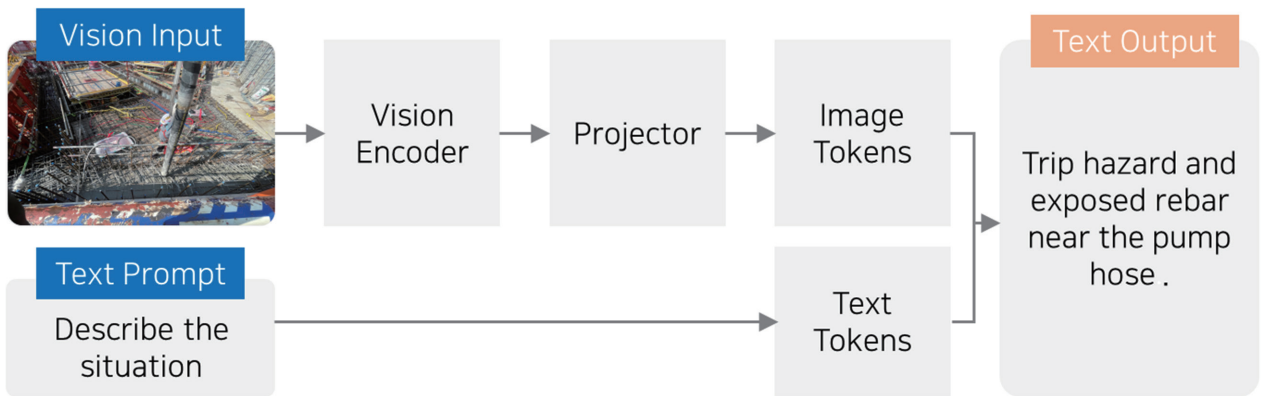 Vision Input
Vision
Encoder
Projector
Image
Tokens
Text Output
Trip hazard and
exposed rebar
near the pump
hose .
Text Prompt
Describe the
situation
Text
Tokens